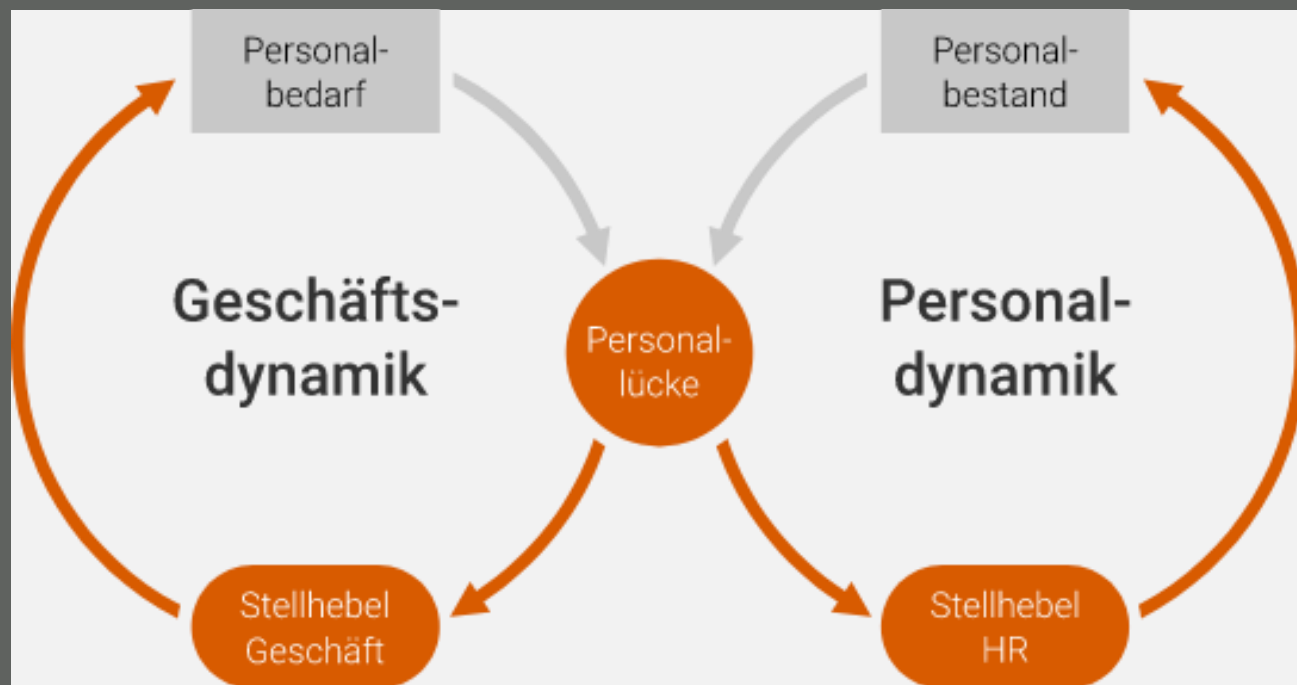 Personal-
bedarf
Personal-
bestand
Geschäfts-
dynamik
Personal-
lücke
Personal-
dynamik
Stellhebel
Geschäft
Stellhebel
HR